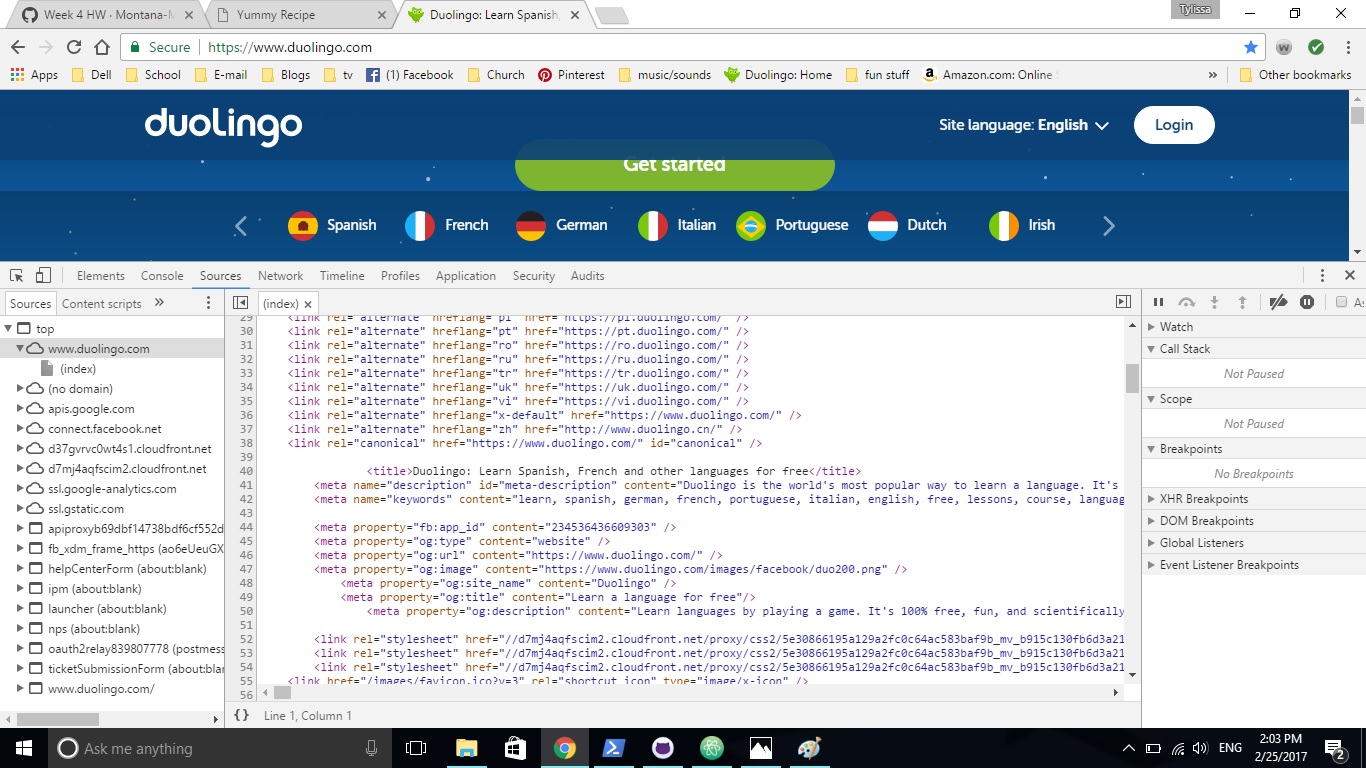 Week 4 HW · Montana-M
Yummy Recipe
Duolingo: Learn Spanish,
Tylissa
Secure
https://www.duolingo.com
Apps
Dell
School
E-mail
Blogs
tv
(1) Facebook
Church
Pinterest
music/sounds
Duolingo: Home
fun stuff
Amazon.com: Online
»
Other bookmarks
duolingo
Site language: English
Login
Get started
Spanish
French
German
Italian
Portuguese
Dutch
Irish
Elements
Console
Sources
Network
Timeline
Profiles
Application
Security
Audits
Sources
Content scripts
»
(index)
top
www.duolingo.com
(index)
(no domain)
apis.google.com
connect.facebook.net
d37gvrvc0wt4s1.cloudfront.net
d7mj4aqfscim2.cloudfront.net
ssl.google-analytics.com
ssl.gstatic.com
apiproxyb69dbf14738bdf6cf552d
fb_xdm_frame_https (ao6eUeuGX
helpCenterForm (about:blank)
ipm (about:blank)
launcher (about:blank)
nps (about:blank)
oauth2relay839807778 (postmess
ticketSubmissionForm (about:blan
www.duolingo.com/
29 <link rel="alternate" hreflang="pl" href="https://pl.duolingo.com/" />
30 <link rel="alternate" hreflang="pt" href="https://pt.duolingo.com/" />
31 <link rel="alternate" hreflang="ro" href="https://ro.duolingo.com/" />
32 <link rel="alternate" hreflang="ru" href="https://ru.duolingo.com/" />
33 <link rel="alternate" hreflang="tr" href="https://tr.duolingo.com/" />
34 <link rel="alternate" hreflang="uk" href="https://uk.duolingo.com/" />
35 <link rel="alternate" hreflang="vi" href="https://vi.duolingo.com/" />
36 <link rel="alternate" hreflang="x-default" href="https://www.duolingo.com/" />
37 <link rel="alternate" hreflang="zh" href="http://www.duolingo.cn/" />
38 <link rel="canonical" href="https://www.duolingo.com/" id="canonical" />
39
40 <title>Duolingo: Learn Spanish, French and other languages for free</title>
41 <meta name="description" id="meta-description" content="Duolingo is the world's most popular way to learn a language. It's
42 <meta name="keywords" content="learn, spanish, german, french, portuguese, italian, english, free, lessons, course, languag
43
44 <meta property="fb:app_id" content="234536436609303" />
45 <meta property="og:type" content="website" />
46 <meta property="og:url" content="https://www.duolingo.com/" />
47 <meta property="og:image" content="https://www.duolingo.com/images/facebook/duo200.png" />
48 <meta property="og:site_name" content="Duolingo" />
49 <meta property="og:title" content="Learn a language for free"/>
50 <meta property="og:description" content="Learn languages by playing a game. It's 100% free, fun, and scientifically
51
52 <link rel="stylesheet" href="//d7mj4aqfscim2.cloudfront.net/proxy/css2/5e30866195a129a2fc0c64ac583baf9b_mv_b915c130fb6d3a21
53 <link rel="stylesheet" href="//d7mj4aqfscim2.cloudfront.net/proxy/css2/5e30866195a129a2fc0c64ac583baf9b_mv_b915c130fb6d3a21
54 <link rel="stylesheet" href="//d7mj4aqfscim2.cloudfront.net/proxy/css2/5e30866195a129a2fc0c64ac583baf9b_mv_b915c130fb6d3a21
55 <link href="/images/favicon.ico?v=3" rel="shortcut icon" type="image/x-icon" />
56
{} Line 1, Column 1
As
Watch
Call Stack
Not Paused
Scope
Not Paused
Breakpoints
No Breakpoints
XHR Breakpoints
DOM Breakpoints
Global Listeners
Event Listener Breakpoints
Ask me anything
ENG
2:03 PM
2/25/2017
2